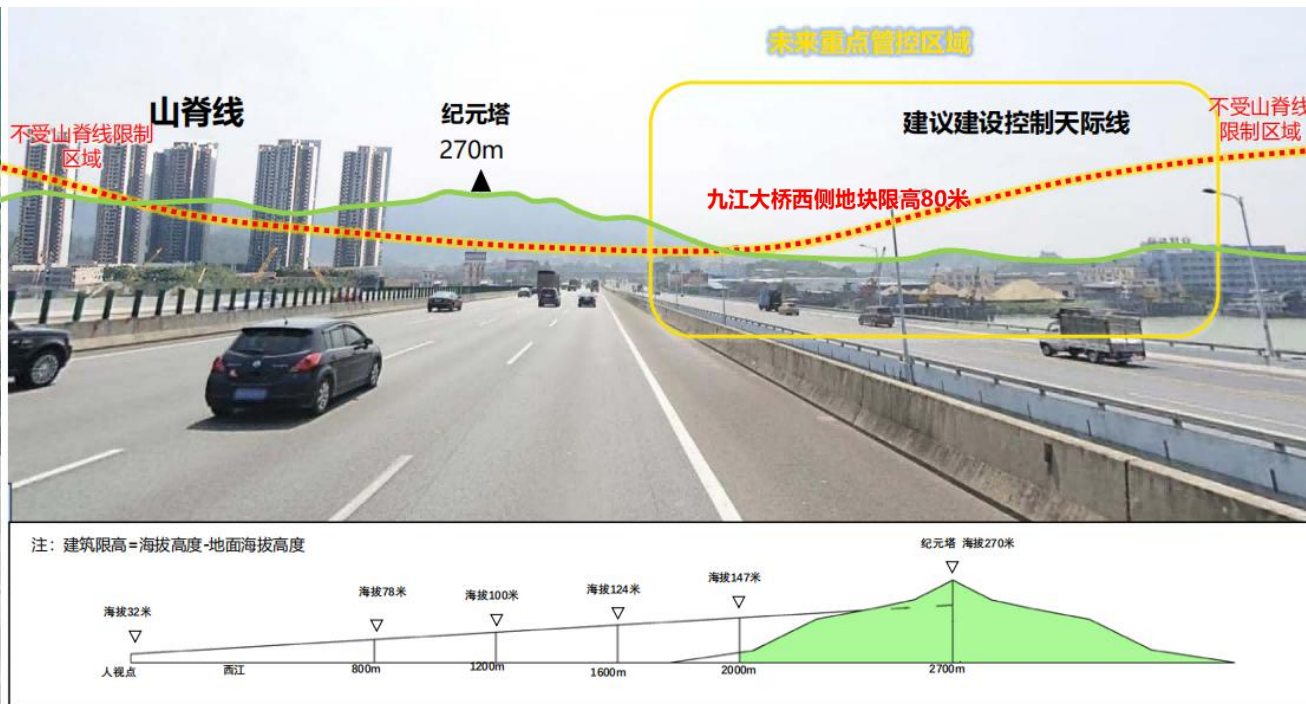 未来重点管控区域
山脊线
纪元塔
270m
建议建设控制天际线
不受山脊线限制
区域
不受山脊线
限制区域
九江大桥西侧地块限高80米
注：建筑限高=海拔高度-地面海拔高度
纪元塔 海拔270米
海拔147米
海拔124米
海拔100米
海拔78米
海拔32米
人视点
西江
800m
1200m
1600m
2000m
2700m